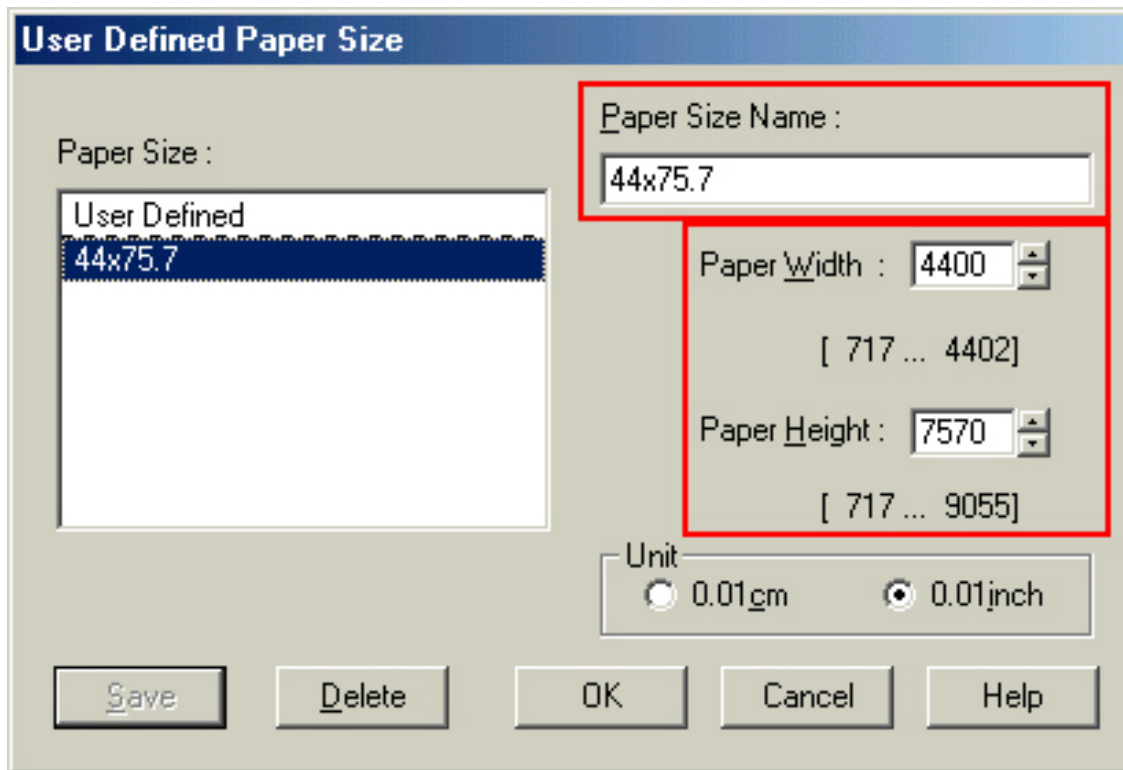 User Defined Paper Size
Paper Size :
User Defined
44x75.7
Paper Size Name :
44x75.7
Paper Width : 4400
[ 717 ... 4402]
Paper Height : 7570
[ 717 ... 9055]
Unit
0.01cm 0.01inch
Save Delete OK Cancel Help